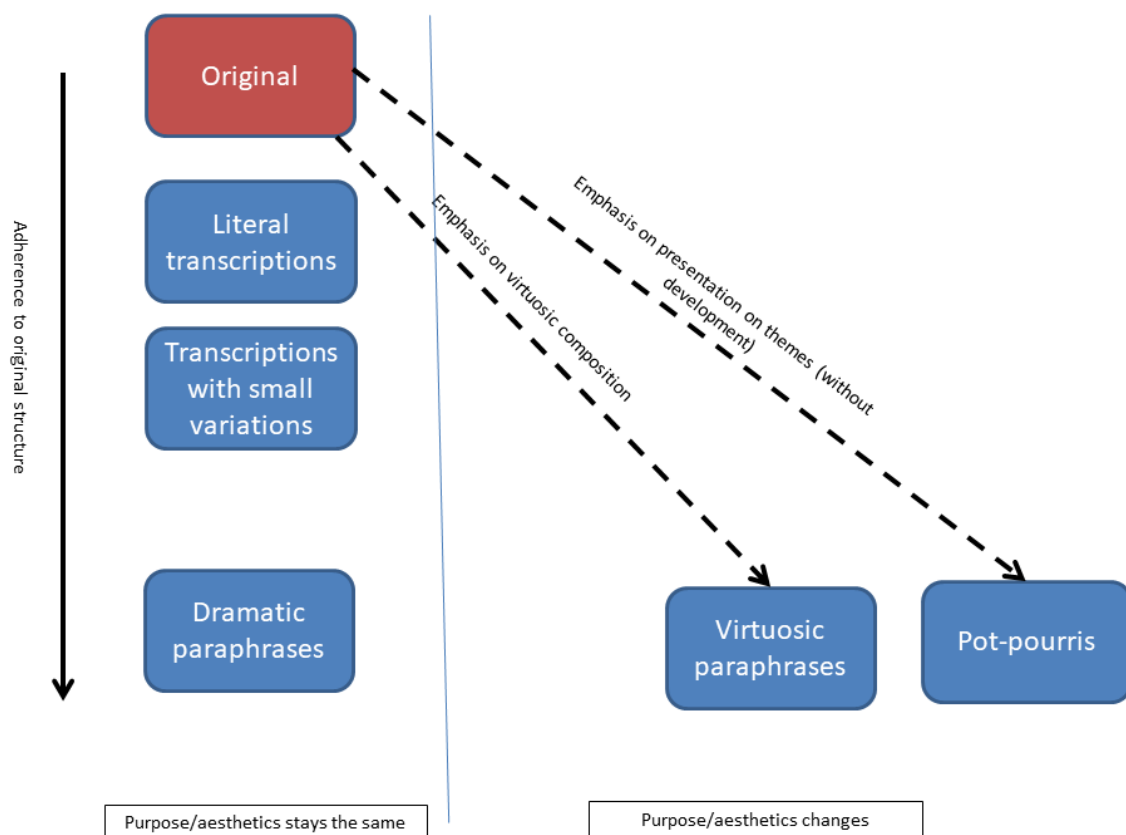 Original
Adherence to original structure
Literal
transcriptions
Transcriptions
with small
variations
Dramatic
paraphrases
Emphasis on virtuosic composition
Emphasis on presentation on themes (without
development)
Virtuosic
paraphrases
Pot-pourris
Purpose/aesthetics stays the same
Purpose/aesthetics changes